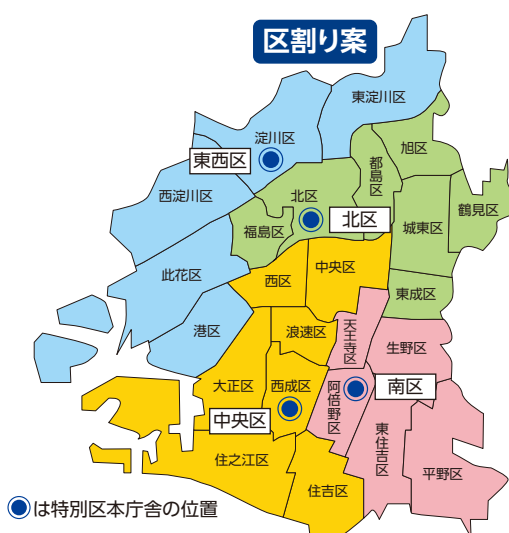 区割り案
東淀川区
淀川区
東西区
旭区
都島区
西淀川区
北区
鶴見区
北区
城東区
福島区
此花区
西区
中央区
東成区
港区
浪速区
天王寺区
生野区
大正区
西成区
阿倍野区
南区
中央区
東住吉区
住之江区
平野区
住吉区
は特別区本庁舎の位置